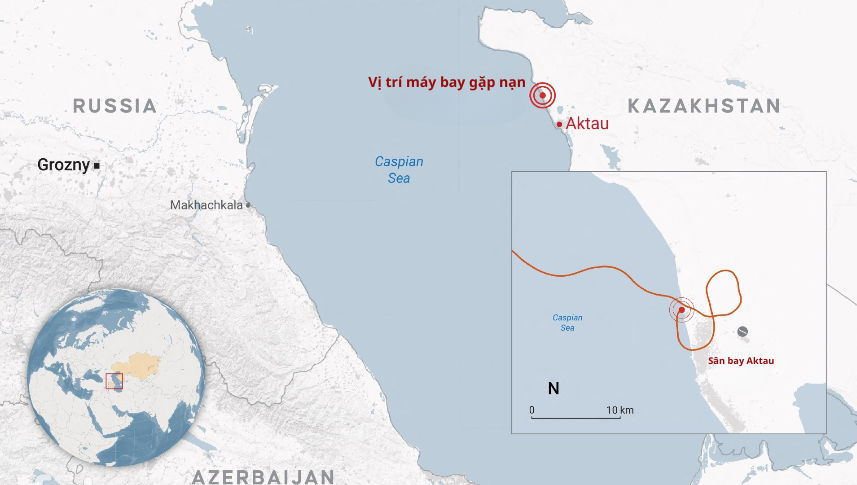 Vị trí máy bay gặp nạn
RUSSIA
KAZAKHSTAN
Aktau
Grozny
Caspian
Sea
Makhachkala
Caspian
Sea
Sân bay Aktau
N
0 10 km
AZERBAIJAN